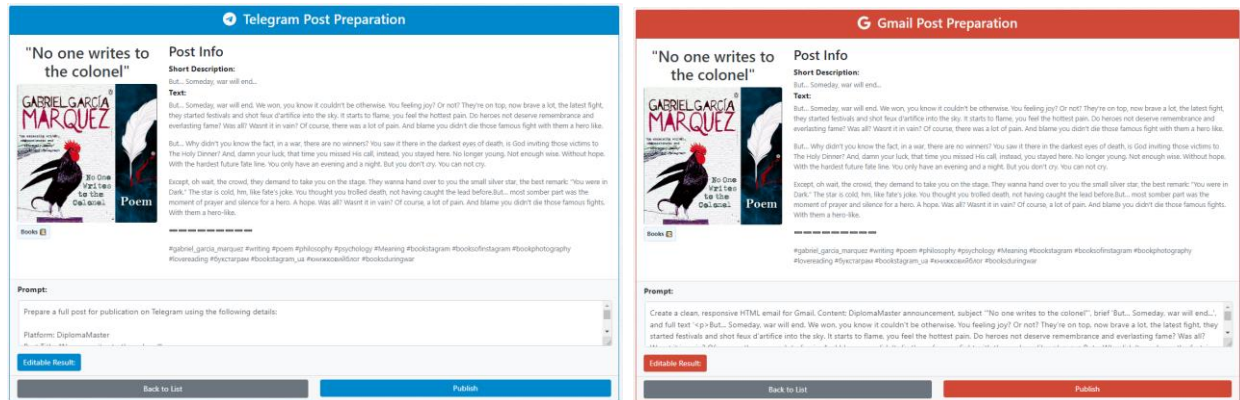 Telegram Post Preparation
"No one writes to
the colonel"
GABRIEL GARCÍA
MÁRQUEZ
No One
Writes
to the
Colonel
Poem
Books
Post Info
Short Description:
But... Someday, war will end...
Text:
But... Someday, war will end. We won, you know it couldn't be otherwise. You feeling joy? Or not? They're on top, now brave a lot, the latest fight,
they started festivals and shot feux d'artifice into the sky. It starts to flame, you feel the hottest pain. Do heroes not deserve remembrance and
everlasting fame? Was all? Wasnt it in vain? Of course, there was a lot of pain. And blame you didn't die those famous fight with them a hero like.
But... Why didn't you know the fact, in a war, there are no winners? You saw it there in the darkest eyes of death, is God inviting those victims to
The Holy Dinner? And, damn your luck, that time you missed His call, instead, you stayed here. No longer young. Not enough wise. Without hope.
With the hardest future fate line. You only have an evening and a night. But you don't cry. You can not cry.
Except, oh wait, the crowd, they demand to take you on the stage. They wanna hand over to you the small silver star, the best remark: "You were in
Dark." The star is cold, hm, like fate's joke. You thought you trolled death, not having caught the lead before.But... most somber part was the
moment of prayer and silence for a hero. A hope. Was all? Wasnt it in vain? Of course, a lot of pain. And blame you didn't die those famous fights.
With them a hero-like.
➖➖➖➖➖➖➖➖➖
#gabriel_garcia_marquez #writing #poem #philosophy #psychology #Meaning #bookstagram #booksofinstagram #bookphotography
#lovereading #букстаграм #bookstagram_ua #книжковийблог #booksduringwar
Prompt:
Prepare a full post for publication on Telegram using the following details:
Platform: DiplomaMaster
Editable Result:
Back to List
Publish
Gmail Post Preparation
"No one writes to
the colonel"
GABRIEL GARCÍA
MÁRQUEZ
No One
Writes
to the
Colonel
Poem
Books
Post Info
Short Description:
But... Someday, war will end...
Text:
But... Someday, war will end. We won, you know it couldn't be otherwise. You feeling joy? Or not? They're on top, now brave a lot, the latest fight,
they started festivals and shot feux d'artifice into the sky. It starts to flame, you feel the hottest pain. Do heroes not deserve remembrance and
everlasting fame? Was all? Wasnt it in vain? Of course, there was a lot of pain. And blame you didn't die those famous fight with them a hero like.
But... Why didn't you know the fact, in a war, there are no winners? You saw it there in the darkest eyes of death, is God inviting those victims to
The Holy Dinner? And, damn your luck, that time you missed His call, instead, you stayed here. No longer young. Not enough wise. Without hope.
With the hardest future fate line. You only have an evening and a night. But you don't cry. You can not cry.
Except, oh wait, the crowd, they demand to take you on the stage. They wanna hand over to you the small silver star, the best remark: "You were in
Dark." The star is cold, hm, like fate's joke. You thought you trolled death, not having caught the lead before.But... most somber part was the
moment of prayer and silence for a hero. A hope. Was all? Wasnt it in vain? Of course, a lot of pain. And blame you didn't die those famous fights.
With them a hero-like.
➖➖➖➖➖➖➖➖➖
#gabriel_garcia_marquez #writing #poem #philosophy #psychology #Meaning #bookstagram #booksofinstagram #bookphotography
#lovereading #букстаграм #bookstagram_ua #книжковийблог #booksduringwar
Prompt:
Create a clean, responsive HTML email for Gmail. Content: DiplomaMaster announcement, subject '"No one writes to the colonel"', brief 'But... Someday, war will end...',
and full text '<p>But... Someday, war will end. We won, you know it couldn't be otherwise. You feeling joy? Or not? They're on top, now brave a lot, the latest fight, they
started festivals and shot feux d'artifice into the sky. It starts to flame, you feel the hottest pain. Do heroes not deserve remembrance and everlasting fame? Was all?
Editable Result:
Back to List
Publish